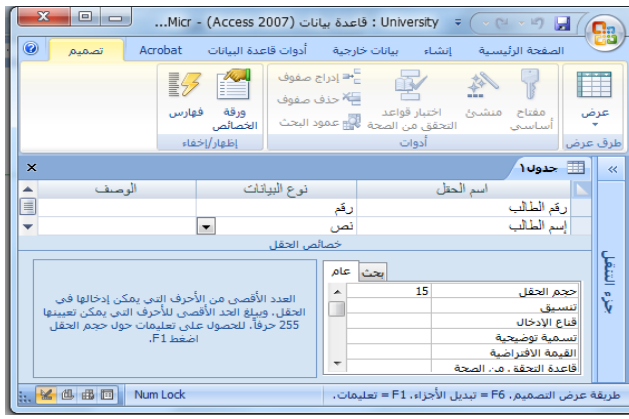 University : قاعدة بيانات (Access 2007) - Micr...
الصفحة الرئيسية إنشاء بيانات خارجية أدوات قاعدة البيانات Acrobat تصميم
عرض
طرق عرض
مفتاح أساسي
منشئ
اختبار قواعد التحقق من الصحة
إدراج صفوف
حذف صفوف
عمود البحث
أدوات
ورقة الخصائص
فهارس
إظهار/إخفاء
جدول١
جزء التنقل
اسم الحقل نوع البيانات الوصف
رقم الطالب رقم
إسم الطالب نص
خصائص الحقل
عام بحث
حجم الحقل 15
تنسيق
قناع الإدخال
تسمية توضيحية
القيمة الافتراضية
قاعدة التحقق من الصحة
العدد الأقصى من الأحرف التي يمكن إدخالها في
الحقل. ويبلغ الحد الأقصى للأحرف التي يمكن تعيينها
255 حرفاً. للحصول على تعليمات حول حجم الحقل
اضغط F1.
طريقة عرض التصميم. F6 = تبديل الأجزاء. F1 = تعليمات. Num Lock